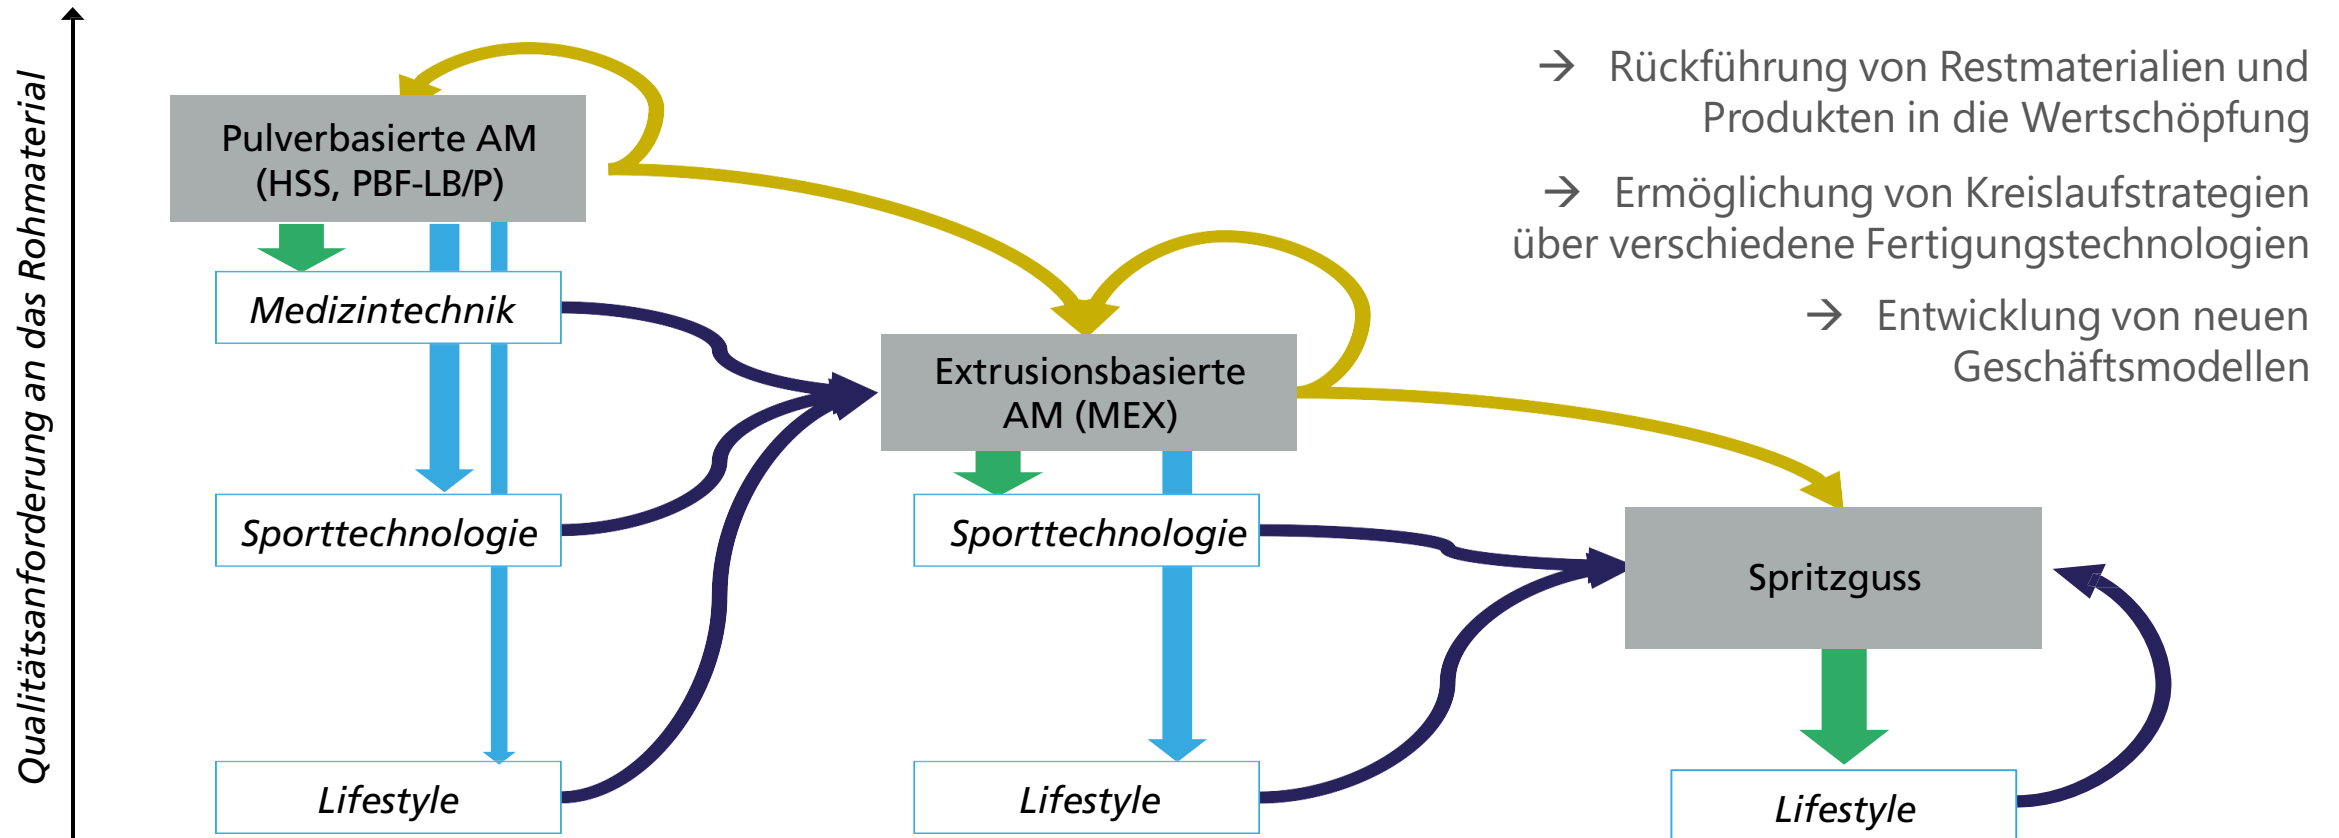 Qualitätsanforderung an das Rohmaterial
Pulverbasierte AM
(HSS, PBF-LB/P)
Medizintechnik
Sporttechnologie
Lifestyle
Extrusionsbasierte
AM (MEX)
Sporttechnologie
Lifestyle
Spritzguss
Lifestyle
→ Rückführung von Restmaterialien und
Produkten in die Wertschöpfung
→ Ermöglichung von Kreislaufstrategien
über verschiedene Fertigungstechnologien
→ Entwicklung von neuen
Geschäftsmodellen